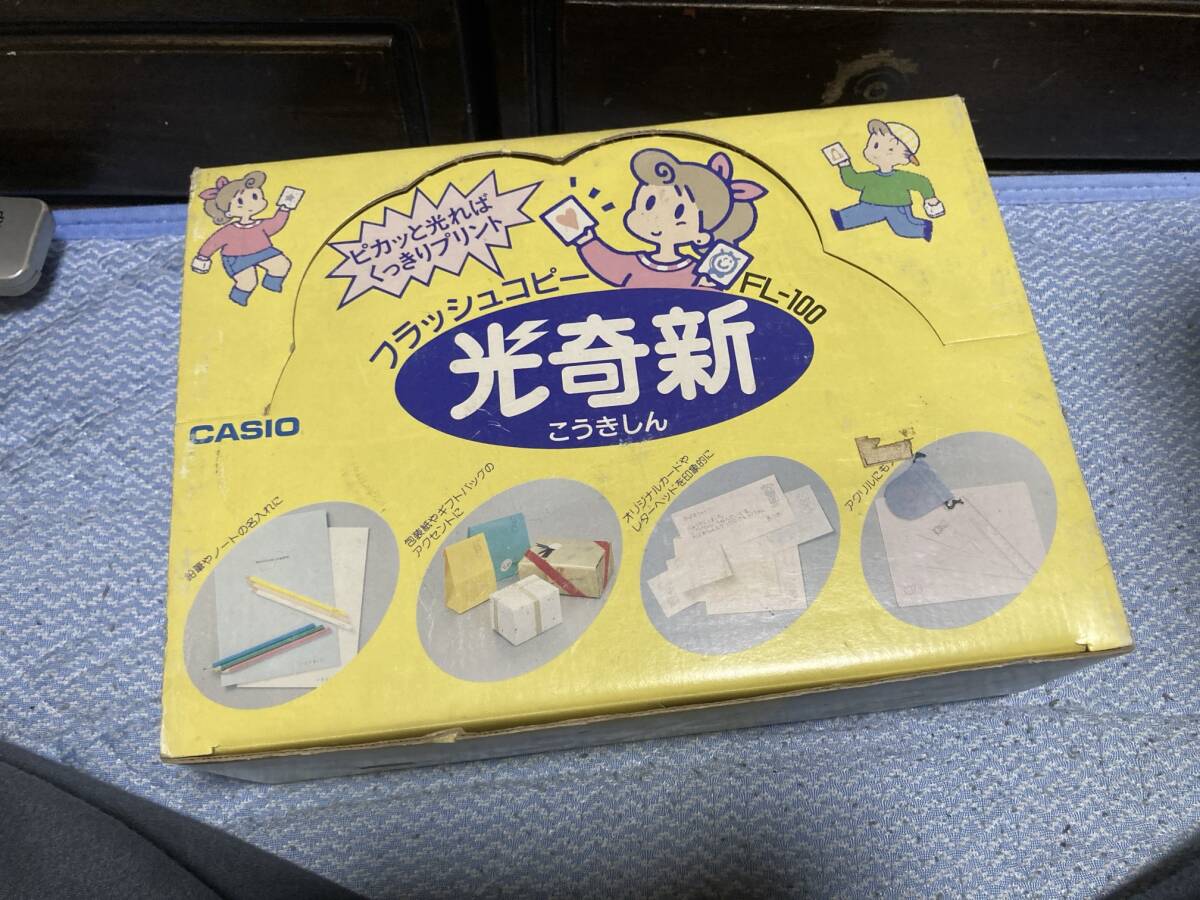 ピカッと光れば
くっきりプリント
フラッシュコピー
FL-100
光奇新
こうきしん
CASIO
鉛筆やノートの名入れに
包装紙やギフトバッグの
アクセントに
オリジナルカードや
レターヘッドを印象的に
アクリルにも